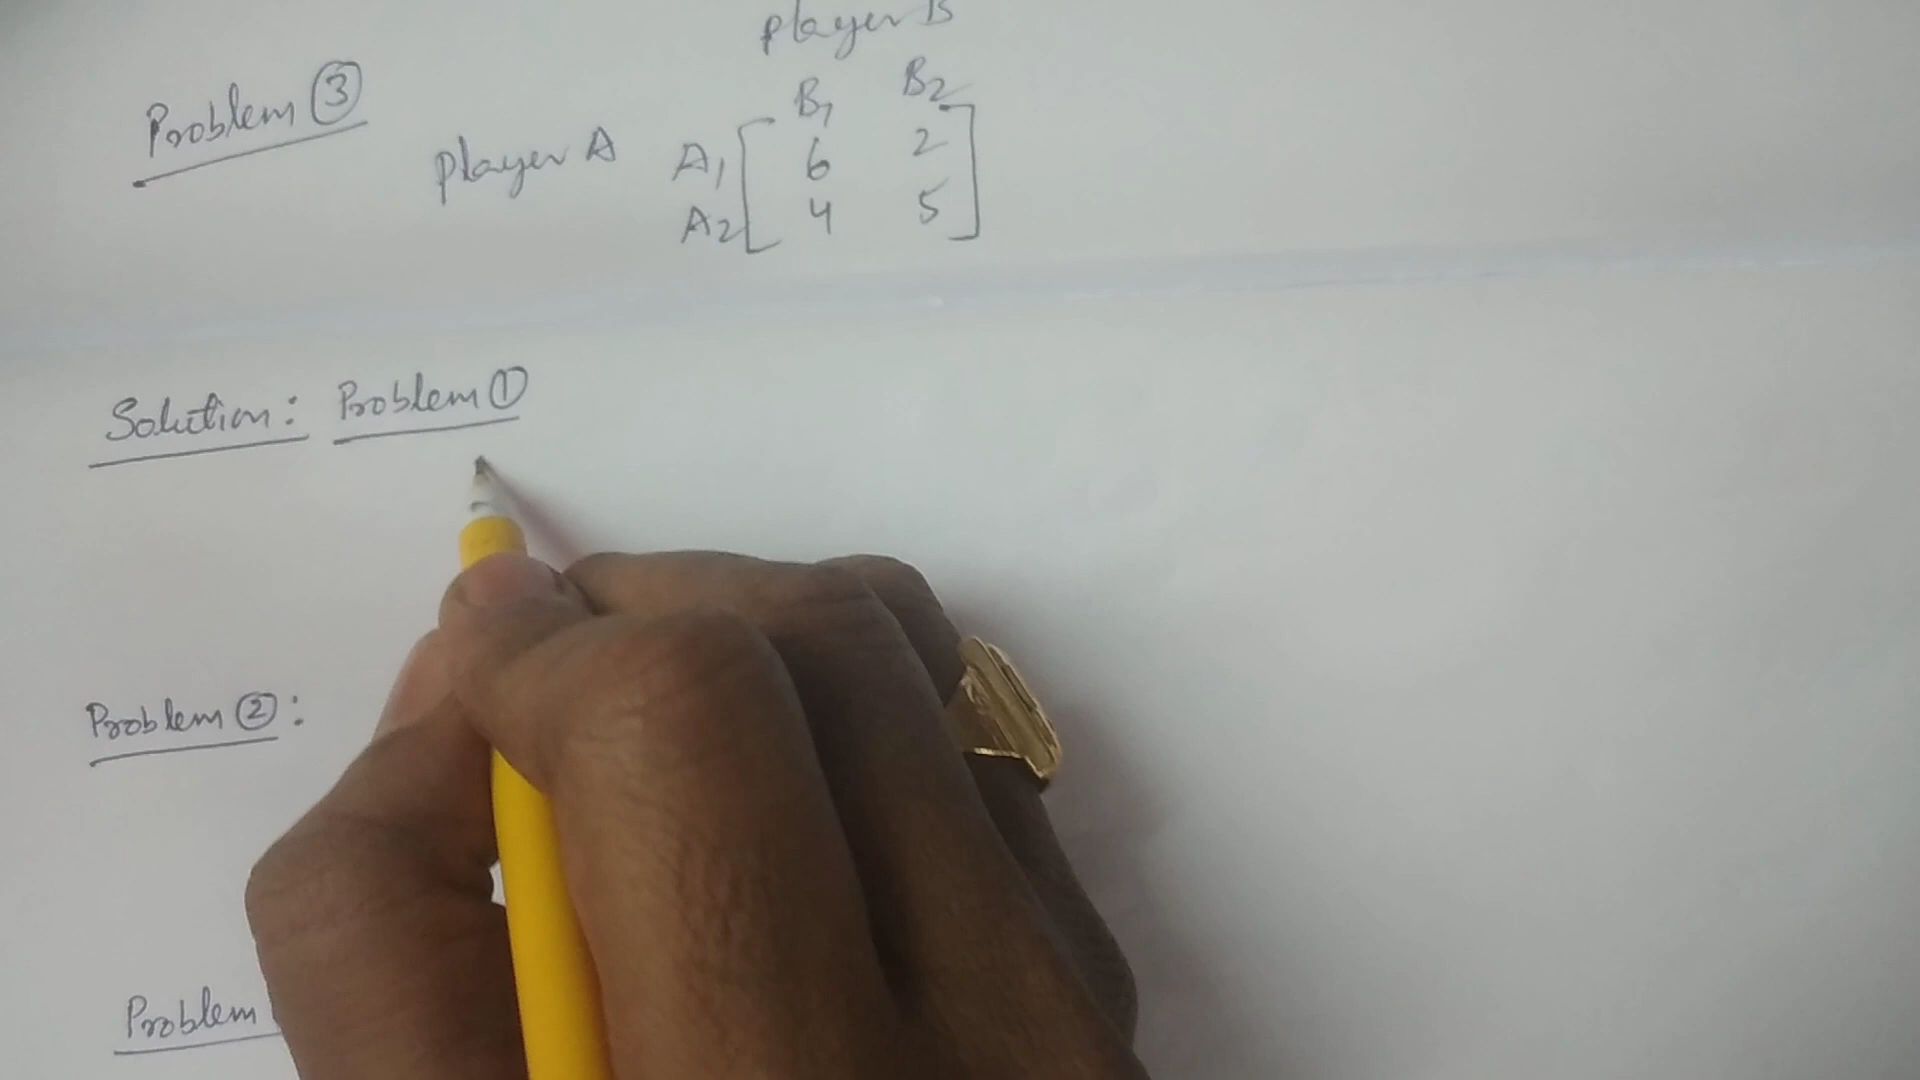 Player B
Problem ③
B1 B2
Player A A1 6 2
A2 4 5
Solution: Problem ①
Problem ②:
Problem